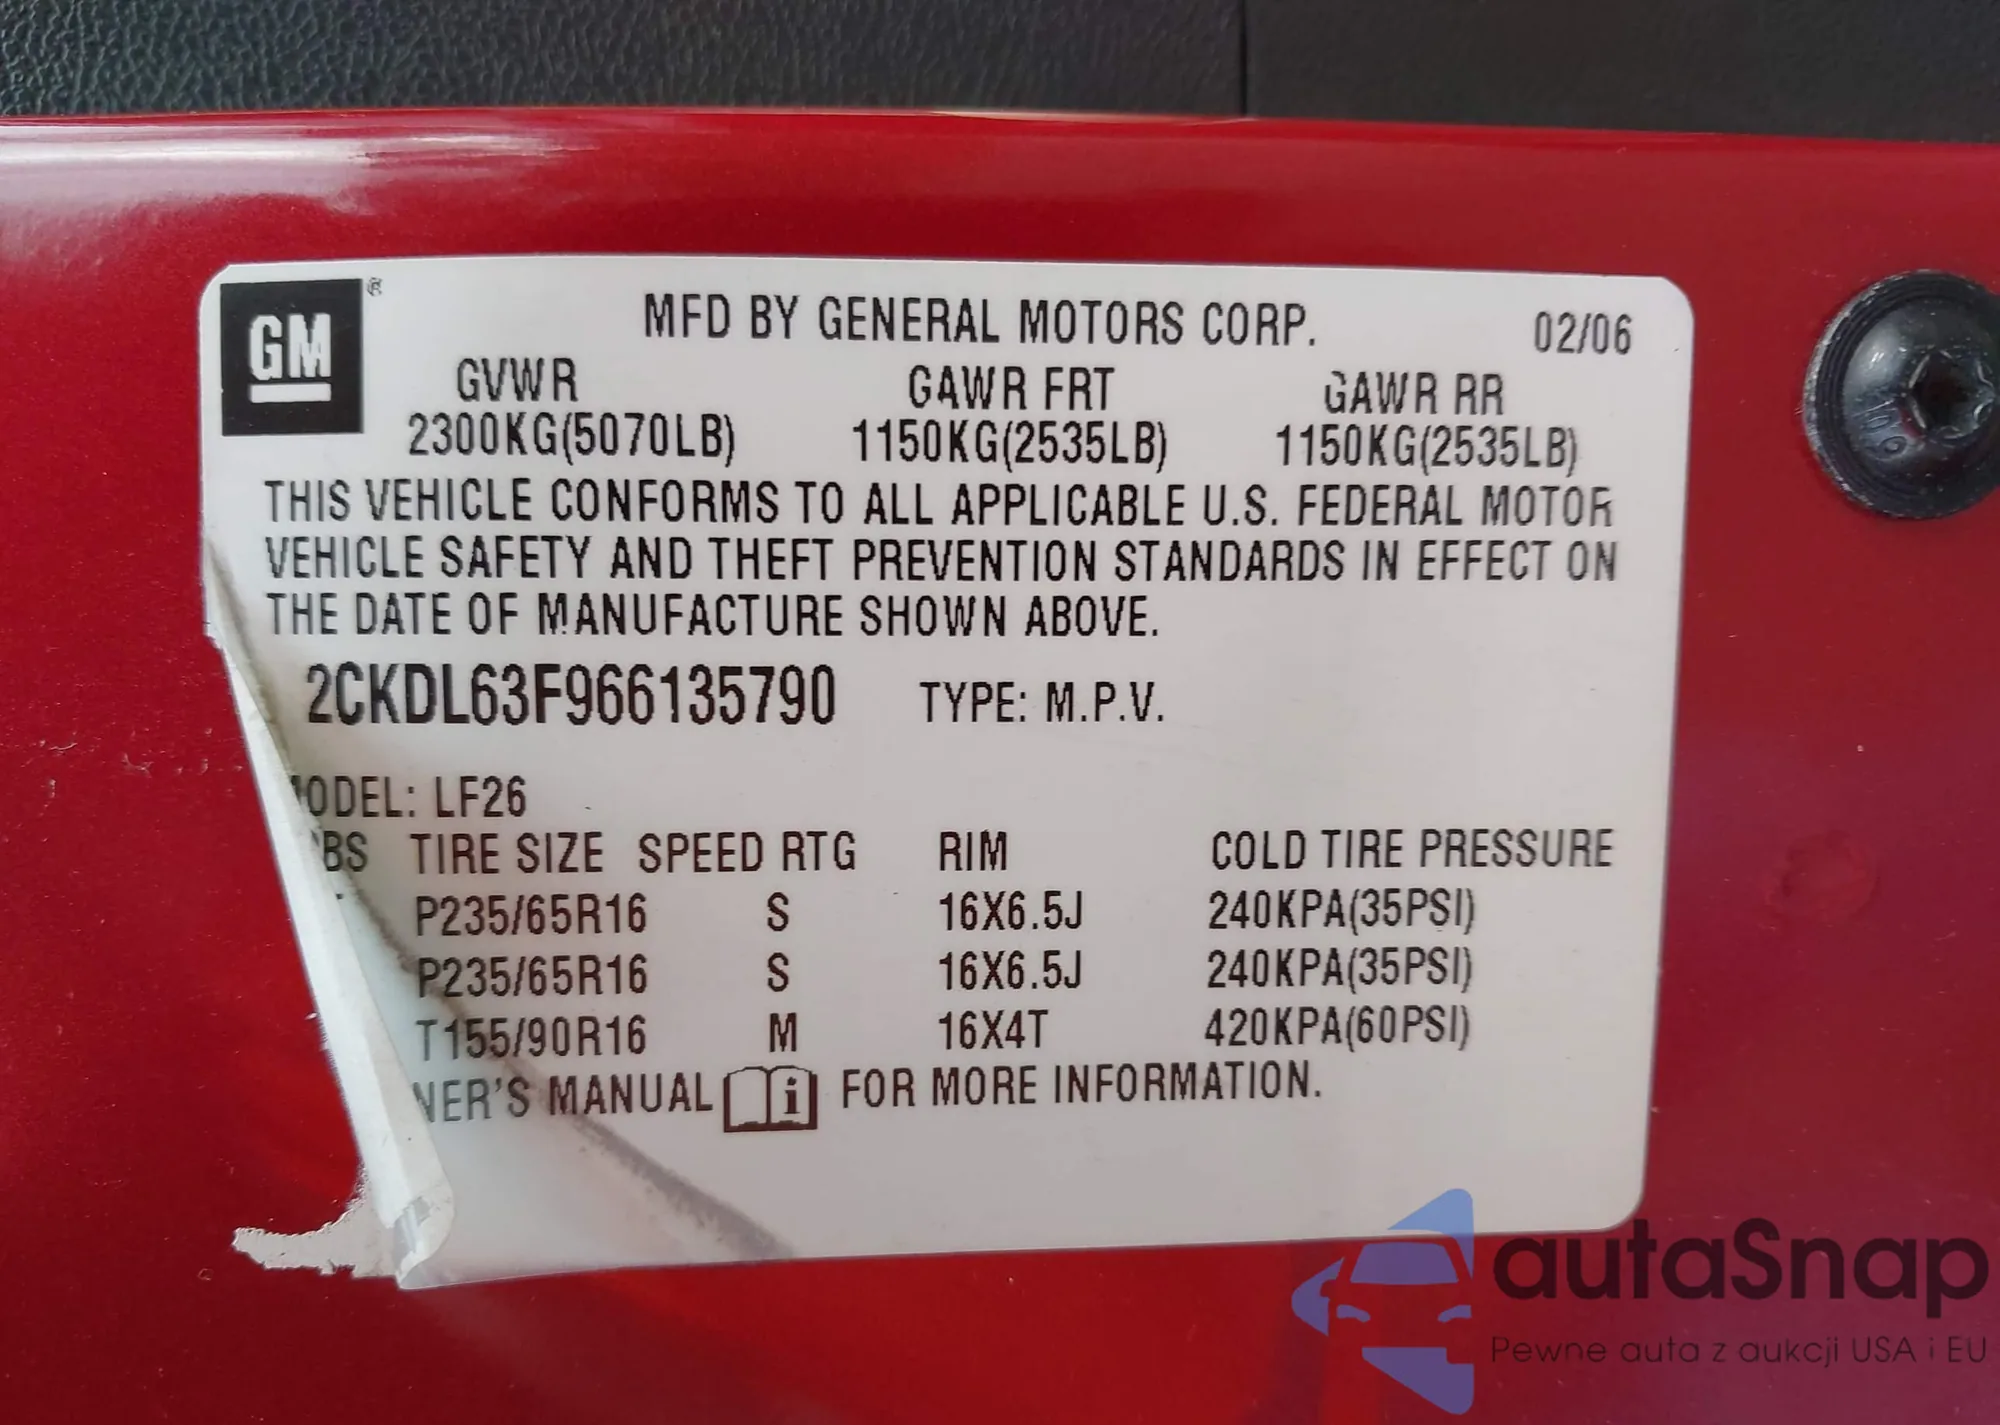 GM ®
MFD BY GENERAL MOTORS CORP. 02/06
GVWR GAWR FRT GAWR RR
2300KG(5070LB) 1150KG(2535LB) 1150KG(2535LB)
THIS VEHICLE CONFORMS TO ALL APPLICABLE U.S. FEDERAL MOTOR
VEHICLE SAFETY AND THEFT PREVENTION STANDARDS IN EFFECT ON
THE DATE OF MANUFACTURE SHOWN ABOVE.
2CKDL63F966135790 TYPE: M.P.V.
MODEL: LF26
TIRE SIZE SPEED RTG RIM COLD TIRE PRESSURE
P235/65R16 S 16X6.5J 240KPA(35PSI)
P235/65R16 S 16X6.5J 240KPA(35PSI)
T155/90R16 M 16X4T 420KPA(60PSI)
NER'S MANUAL i FOR MORE INFORMATION.
autaSnap
Pewne auta z aukcji USA i EU